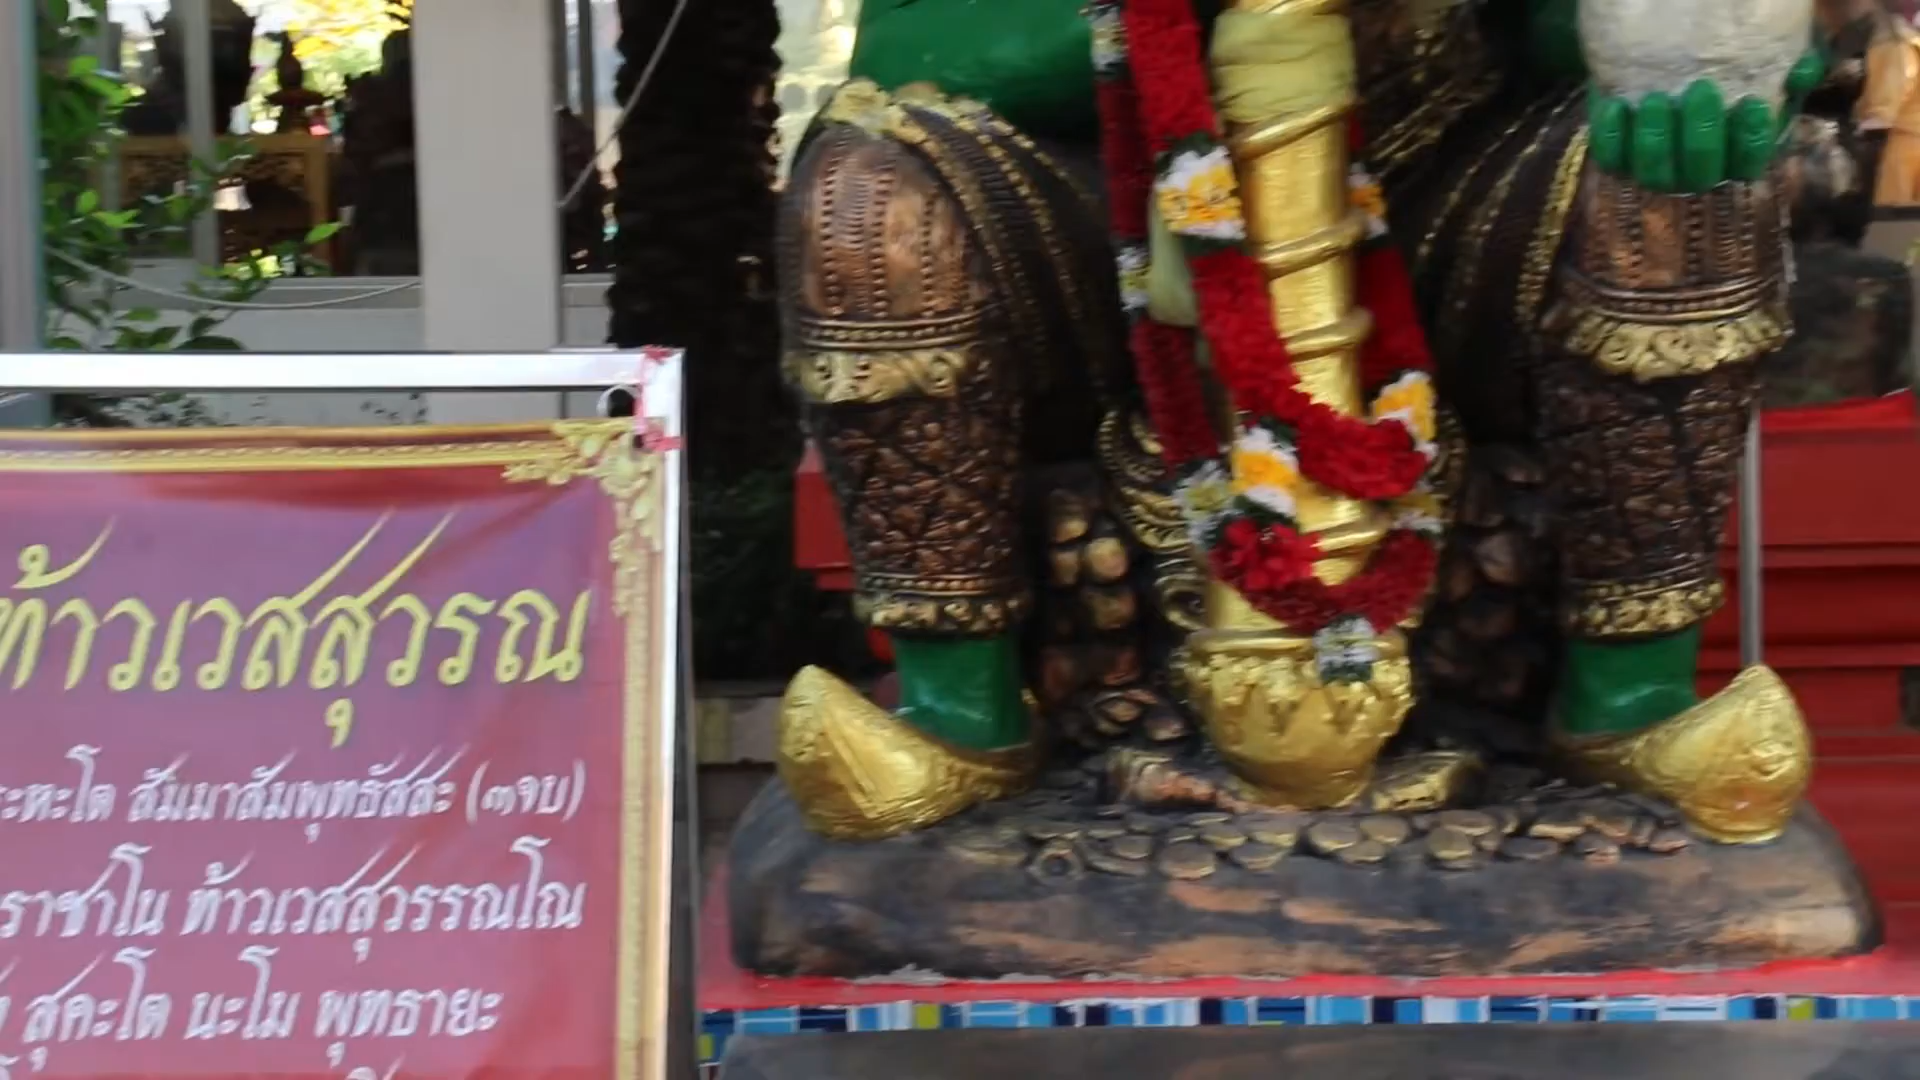 ท้าวเวสสุวรณ
ะหะโต สัมมาสัมพุทธัสสะ (๓จบ)
ราชาโน ท้าวเวสสุวรรณโณ
สุคะโต นะโม พุทธายะ